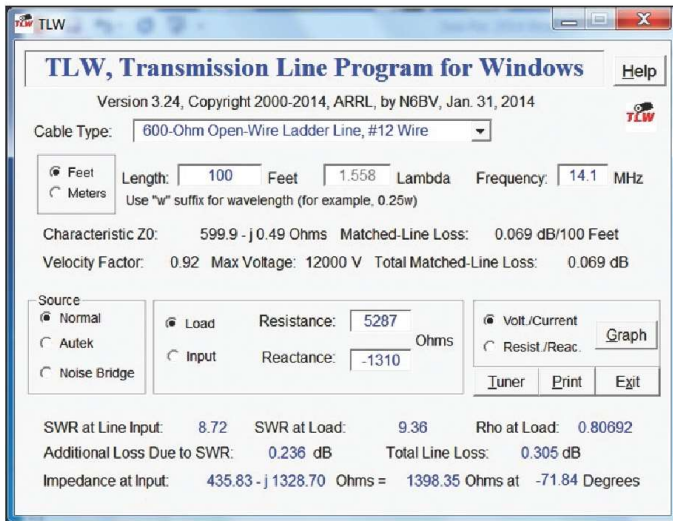 TLW
TLW, Transmission Line Program for Windows
Help
Version 3.24, Copyright 2000-2014, ARRL, by N6BV, Jan. 31, 2014
TLW
Cable Type: 600-Ohm Open-Wire Ladder Line, #12 Wire
Feet
Meters
Length: 100 Feet 1.558 Lambda Frequency: 14.1 MHz
Use "w" suffix for wavelength (for example, 0.25w)
Characteristic Z0: 599.9 - j 0.49 Ohms Matched-Line Loss: 0.069 dB/100 Feet
Velocity Factor: 0.92 Max Voltage: 12000 V Total Matched-Line Loss: 0.069 dB
Source
Normal
Autek
Noise Bridge
Load
Input
Resistance: 5287
Ohms
Reactance: -1310
Volt./Current
Resist./Reac.
Graph
Tuner Print Exit
SWR at Line Input: 8.72 SWR at Load: 9.36 Rho at Load: 0.80692
Additional Loss Due to SWR: 0.236 dB Total Line Loss: 0.305 dB
Impedance at Input: 435.83 - j 1328.70 Ohms = 1398.35 Ohms at -71.84 Degrees